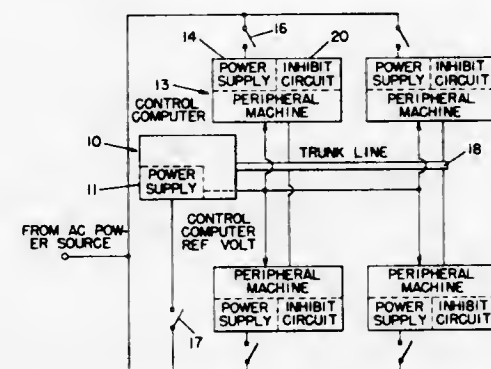 16
14
20
POWER SUPPLY
INHIBIT CIRCUIT
PERIPHERAL MACHINE
POWER SUPPLY
INHIBIT CIRCUIT
PERIPHERAL MACHINE
13
CONTROL
COMPUTER
10
TRUNK LINE
18
11
POWER
SUPPLY
CONTROL
COMPUTER
REF VOLT
FROM AC POW-
ER SOURCE
PERIPHERAL
MACHINE
POWER SUPPLY
INHIBIT CIRCUIT
PERIPHERAL
MACHINE
POWER SUPPLY
INHIBIT CIRCUIT
17